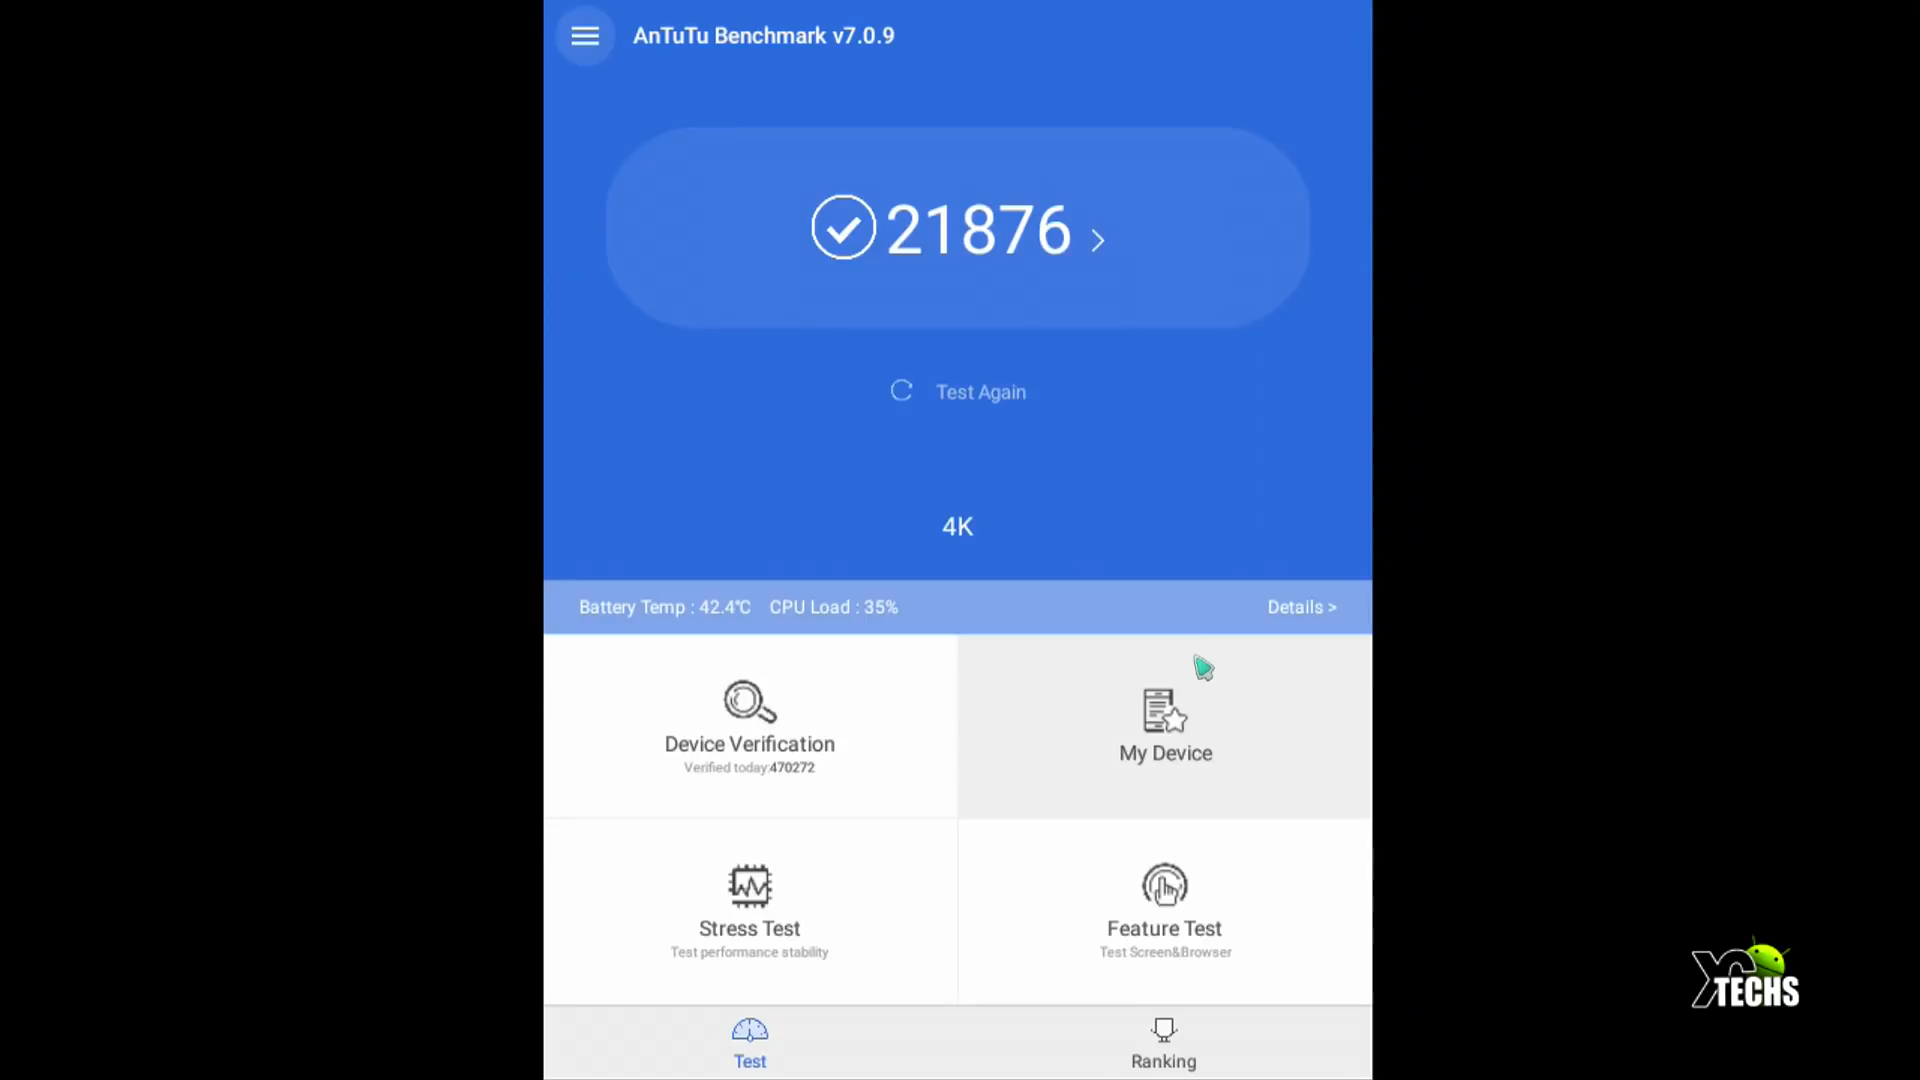 AnTuTu Benchmark v7.0.9
21876 >
Test Again
4K
Battery Temp : 42.4℃ CPU Load : 35% Details >
Device Verification
Verified today:470272
My Device
Stress Test
Test performance stability
Feature Test
Test Screen&Browser
Test
Ranking
XC TECHS